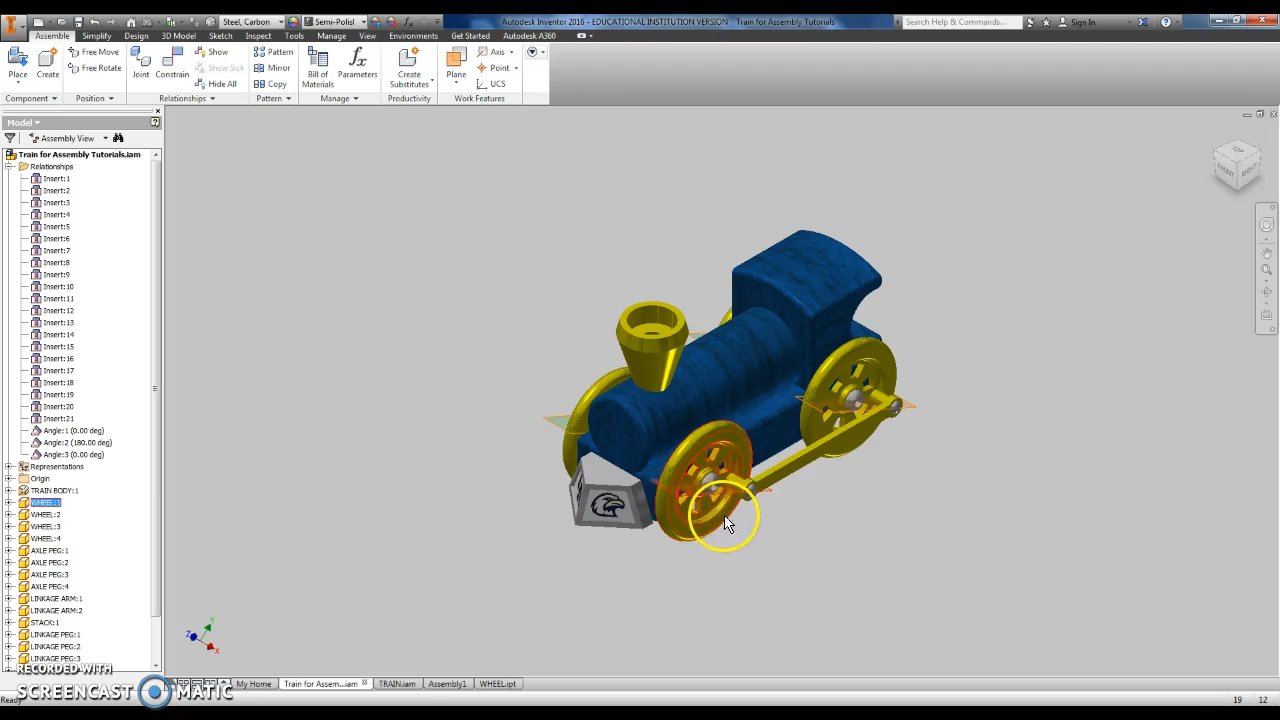 Steel, Carbon
Semi-Polisl
Autodesk Inventor 2016 - EDUCATIONAL INSTITUTION VERSION Train for Assembly Tutorials
Search Help & Commands...
Sign In
Assemble Simplify Design 3D Model Sketch Inspect Tools Manage View Environments Get Started Autodesk A360
Place
Create
Free Move
Free Rotate
Joint
Constrain
Show
Show Sick
Hide All
Pattern
Mirror
Copy
Bill of
Materials
Parameters
Create
Substitutes
Plane
Axis
Point
UCS
Component Position Relationships Pattern Manage Productivity Work Features
Model
Assembly View
Train for Assembly Tutorials.iam
Relationships
Insert:1
Insert:2
Insert:3
Insert:4
Insert:5
Insert:6
Insert:7
Insert:8
Insert:9
Insert:10
Insert:11
Insert:12
Insert:13
Insert:14
Insert:15
Insert:16
Insert:17
Insert:18
Insert:19
Insert:20
Insert:21
Angle:1 (0.00 deg)
Angle:2 (180.00 deg)
Angle:3 (0.00 deg)
Representations
Origin
TRAIN BODY:1
WHEEL:1
WHEEL:2
WHEEL:3
WHEEL:4
AXLE PEG:1
AXLE PEG:2
AXLE PEG:3
AXLE PEG:4
LINKAGE ARM:1
LINKAGE ARM:2
STACK:1
LINKAGE PEG:1
LINKAGE PEG:2
LINKAGE PEG:3
FRONT
RIGHT
Y
Z
X
RECORDED WITH
SCREENCAST MATIC
My Home Train for Assem...iam TRAIN.iam Assembly1 WHEEL.ipt
Ready
19 12